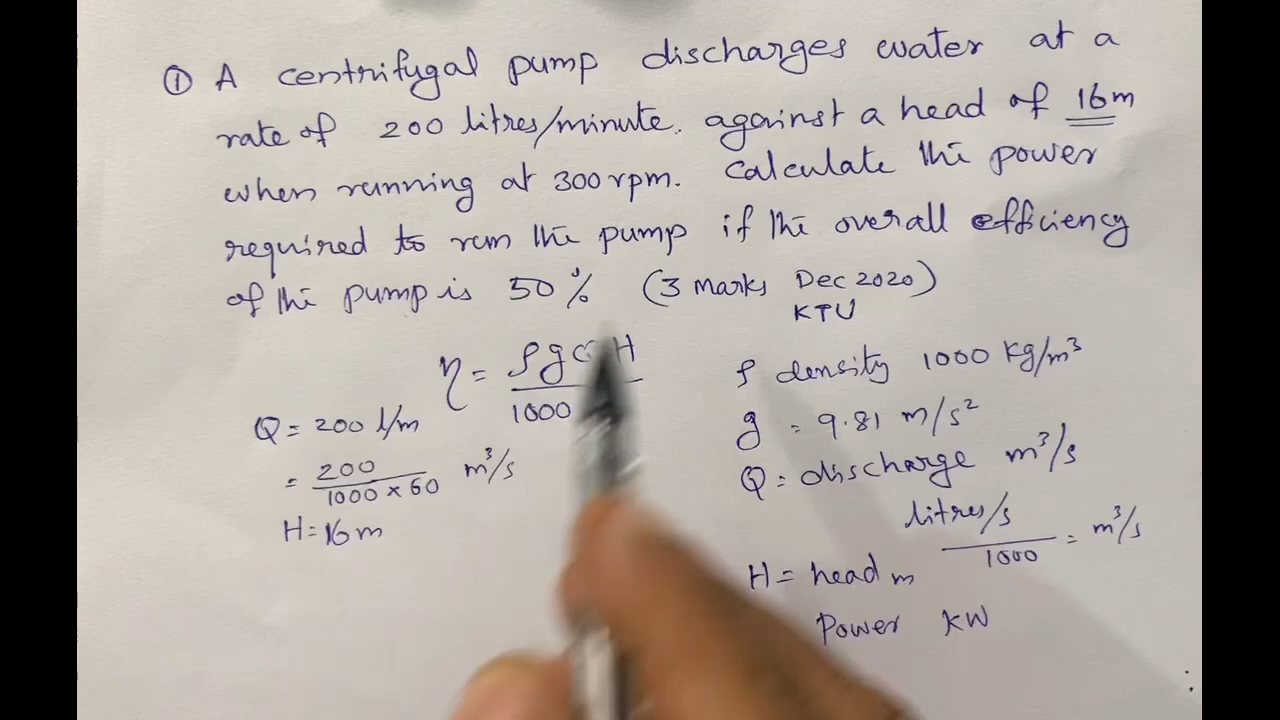 ① A centrifugal pump discharges water at a
rate of 200 litres/minute. against a head of 16m
when running at 300 rpm. Calculate the power
required to run the pump if the overall efficiency
of the pump is 50% (3 marks Dec 2020)
KTU
η = ρg H
1000
Q = 200 l/m
= 200 / 1000 × 60 m³/s
H = 16m
ρ density 1000 kg/m³
g = 9.81 m/s²
Q = discharge m³/s
litres/s / 1000 = m³/s
H = head m
Power KW